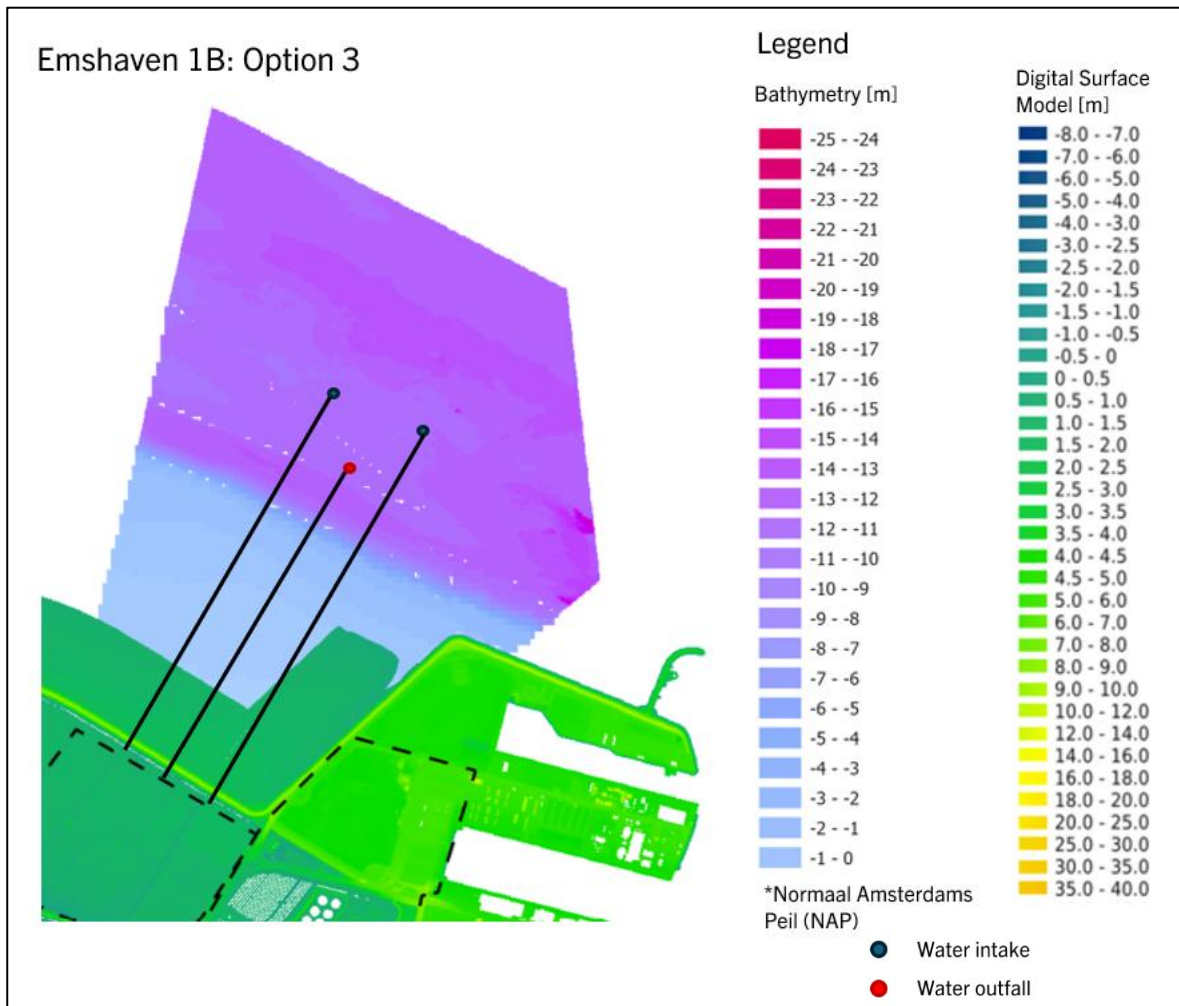 Emshaven 1B: Option 3
Legend
Bathymetry [m]
-25 - -24
-24 - -23
-23 - -22
-22 - -21
-21 - -20
-20 - -19
-19 - -18
-18 - -17
-17 - -16
-16 - -15
-15 - -14
-14 - -13
-13 - -12
-12 - -11
-11 - -10
-10 - -9
-9 - -8
-8 - -7
-7 - -6
-6 - -5
-5 - -4
-4 - -3
-3 - -2
-2 - -1
-1 - 0
*Normaal Amsterdams
Peil (NAP)
Digital Surface
Model [m]
-8.0 - -7.0
-7.0 - -6.0
-6.0 - -5.0
-5.0 - -4.0
-4.0 - -3.0
-3.0 - -2.5
-2.5 - -2.0
-2.0 - -1.5
-1.5 - -1.0
-1.0 - -0.5
-0.5 - 0
0 - 0.5
0.5 - 1.0
1.0 - 1.5
1.5 - 2.0
2.0 - 2.5
2.5 - 3.0
3.0 - 3.5
3.5 - 4.0
4.0 - 4.5
4.5 - 5.0
5.0 - 6.0
6.0 - 7.0
7.0 - 8.0
8.0 - 9.0
9.0 - 10.0
10.0 - 12.0
12.0 - 14.0
14.0 - 16.0
16.0 - 18.0
18.0 - 20.0
20.0 - 25.0
25.0 - 30.0
30.0 - 35.0
35.0 - 40.0
Water intake
Water outfall